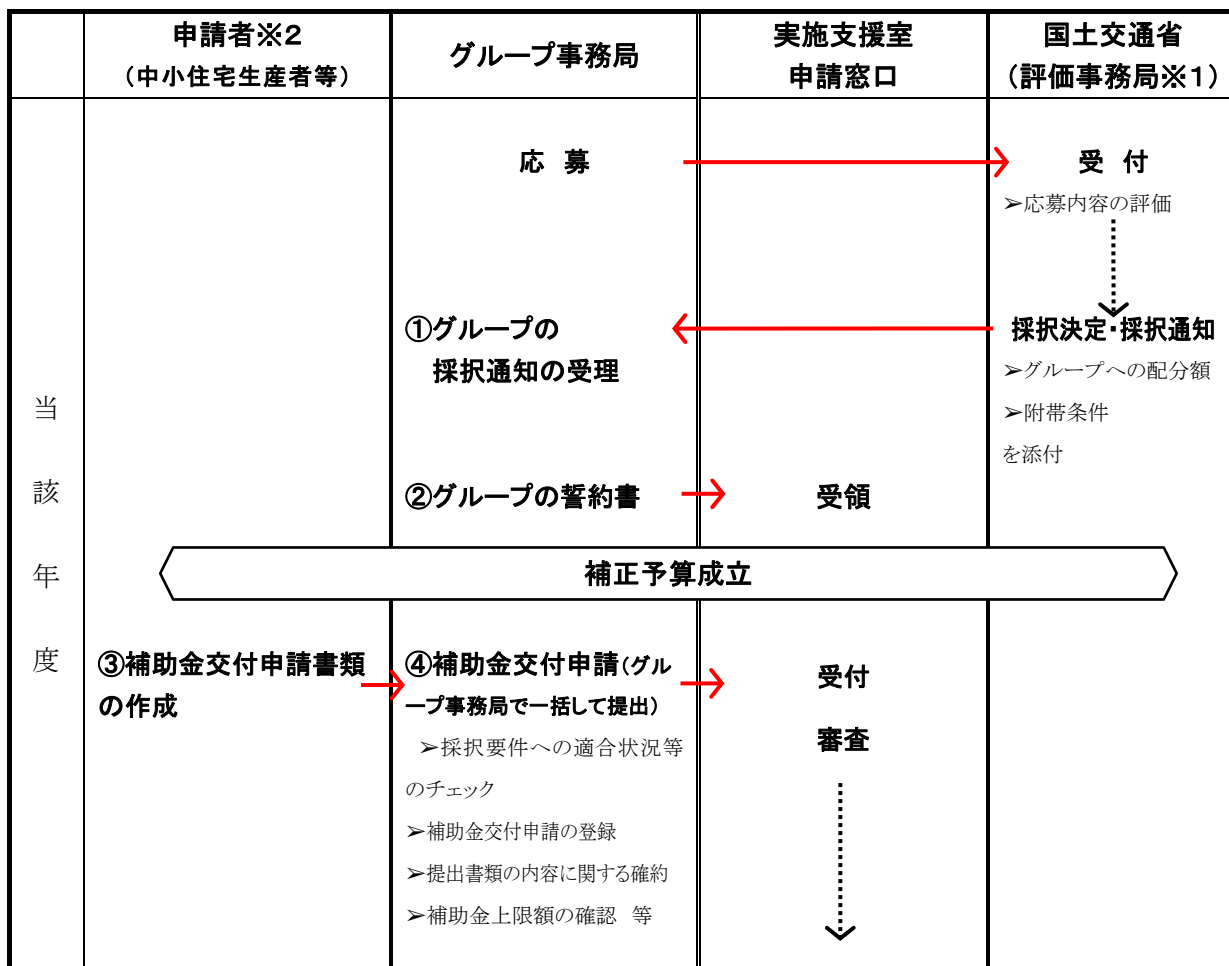 申請者※2
(中小住宅生産者等)
グループ事務局
実施支援室
申請窓口
国土交通省
(評価事務局※1)
当該年度
応 募
受 付
➢応募内容の評価
①グループの
採択通知の受理
採択決定・採択通知
➢グループへの配分額
➢附帯条件
を添付
②グループの誓約書
受領
補正予算成立
③補助金交付申請書類
の作成
④補助金交付申請(グル
ープ事務局で一括して提出)
➢採択要件への適合状況等
のチェック
➢補助金交付申請の登録
➢提出書類の内容に関する確約
➢補助金上限額の確認 等
受付
審査